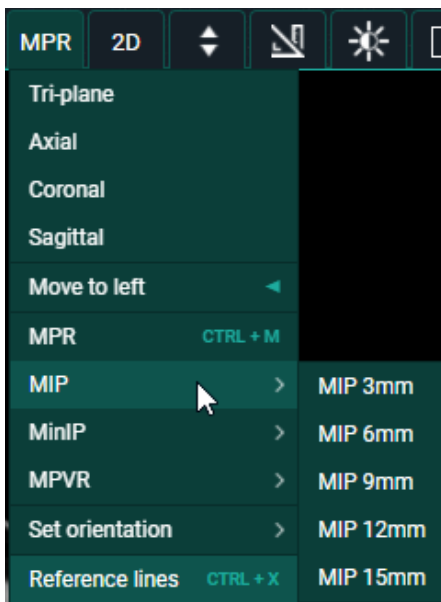 MPR 2D
Tri-plane
Axial
Coronal
Sagittal
Move to left
MPR CTRL + M
MIP
MinIP
MPVR
Set orientation
Reference lines CTRL + X
MIP 3mm
MIP 6mm
MIP 9mm
MIP 12mm
MIP 15mm